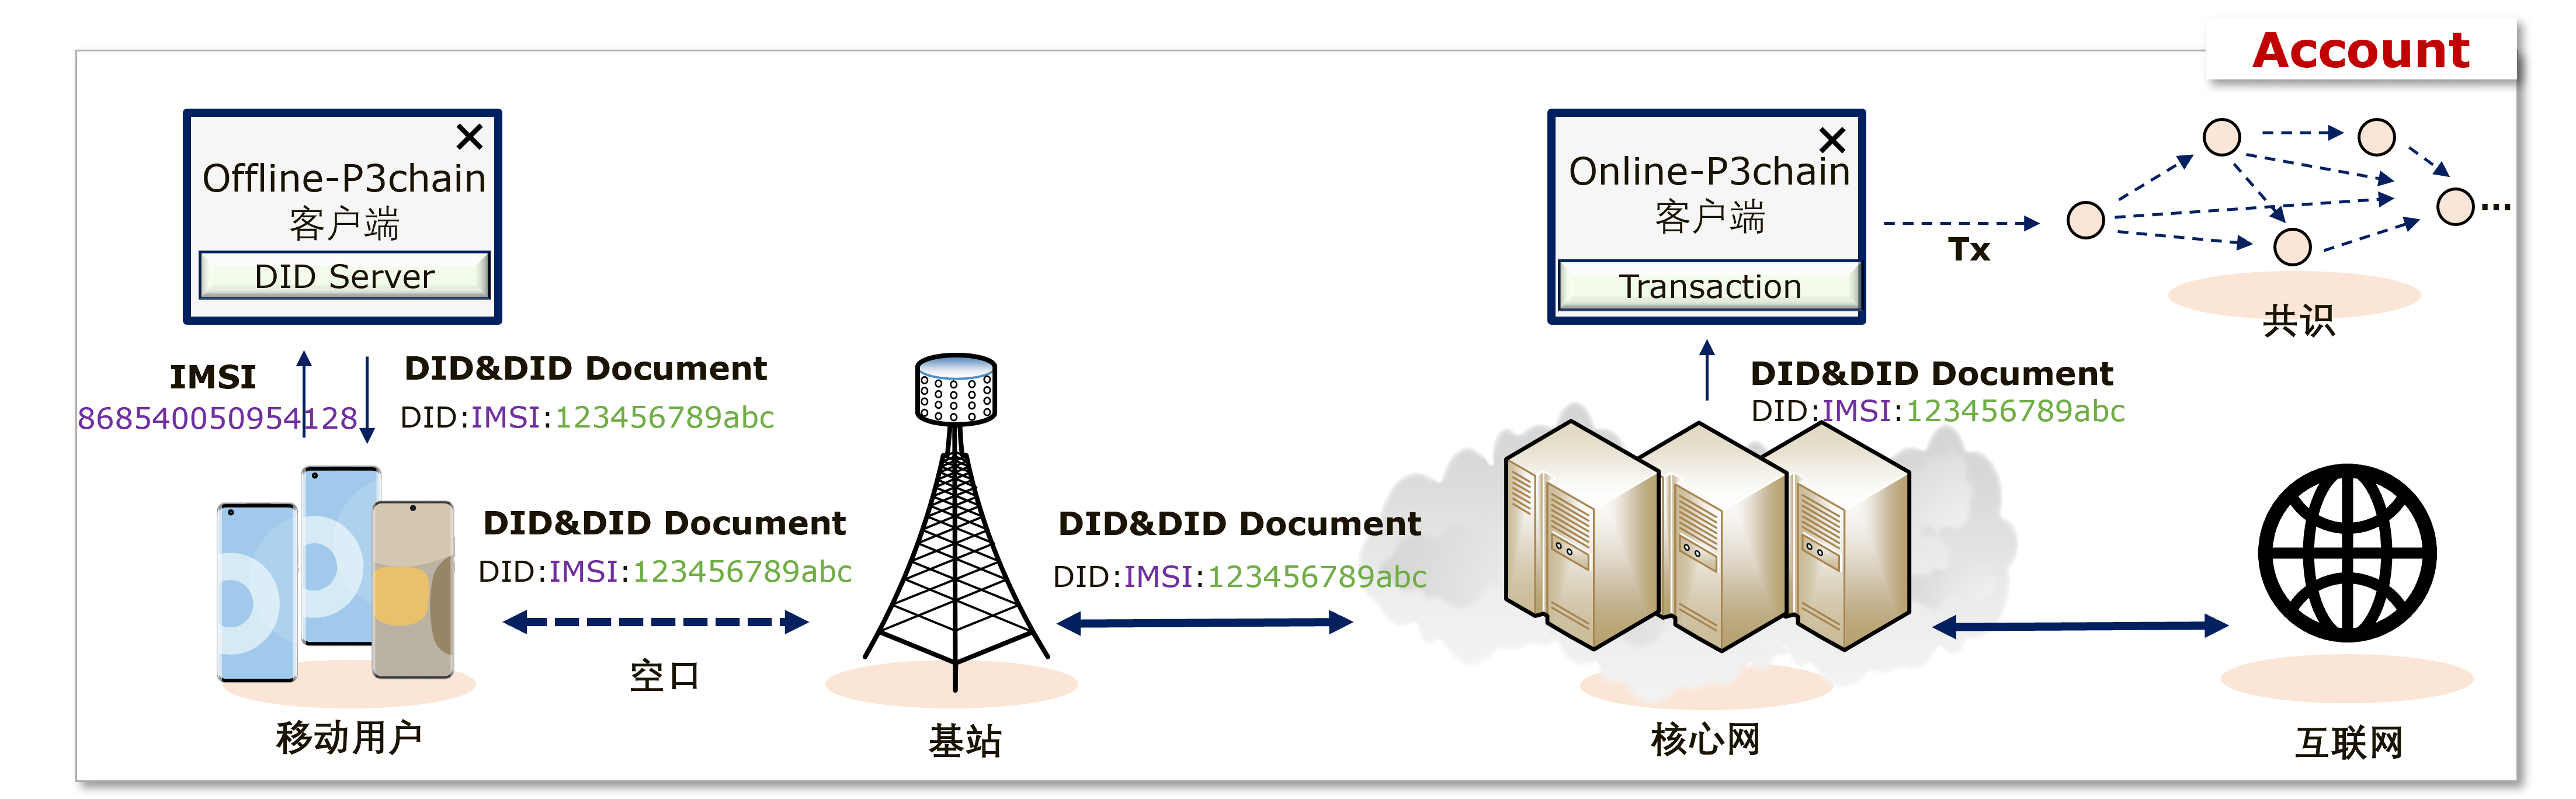 Account
Offline-P3chain
客户端
DID Server
Online-P3chain
客户端
Transaction
Tx
...
共识
IMSI
868540050954128
DID&DID Document
DID:IMSI:123456789abc
DID&DID Document
DID:IMSI:123456789abc
DID&DID Document
DID:IMSI:123456789abc
DID&DID Document
DID:IMSI:123456789abc
空口
移动用户
基站
核心网
互联网